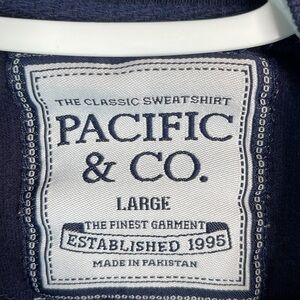 THE CLASSIC SWEATSHIRT
PACIFIC
& CO.
LARGE
THE FINEST GARMENT
ESTABLISHED 1995
MADE IN PAKISTAN